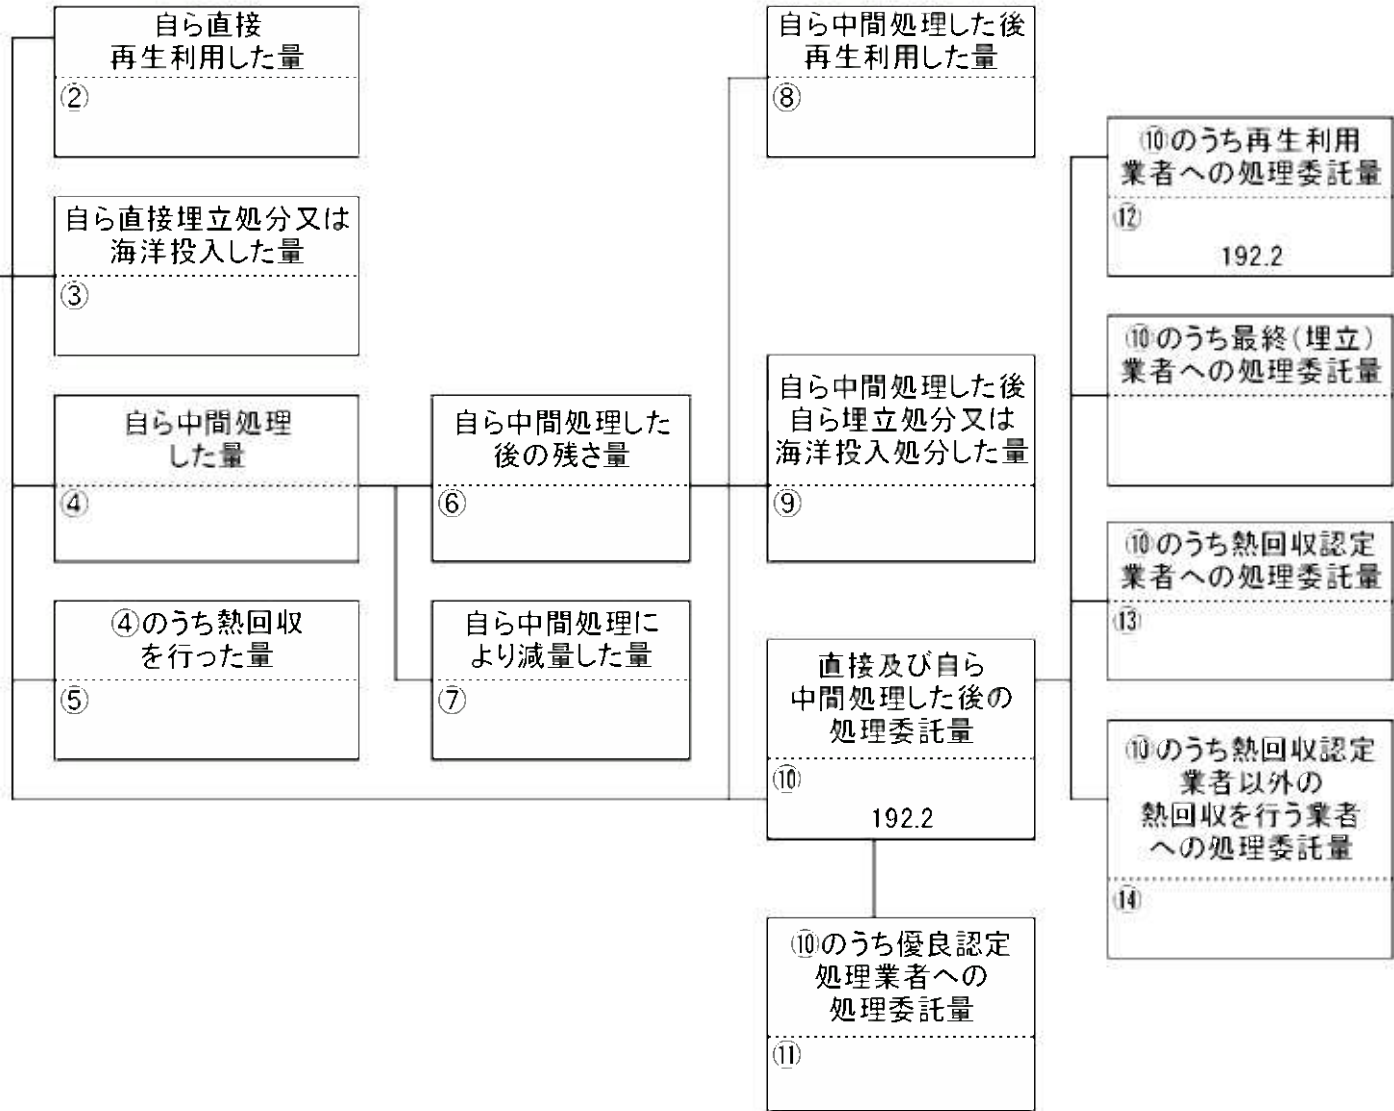 自ら直接
再生利用した量
②
自ら直接埋立処分又は
海洋投入した量
③
自ら中間処理
した量
④
④のうち熱回収
を行った量
⑤
自ら中間処理した
後の残さ量
⑥
自ら中間処理に
より減量した量
⑦
自ら中間処理した後
再生利用した量
⑧
自ら中間処理した後
自ら埋立処分又は
海洋投入処分した量
⑨
直接及び自ら
中間処理した後の
処理委託量
⑩
192.2
⑩のうち優良認定
処理業者への
処理委託量
⑪
⑩のうち再生利用
業者への処理委託量
⑫
192.2
⑩のうち最終(埋立)
業者への処理委託量
⑩のうち熱回収認定
業者への処理委託量
⑬
⑩のうち熱回収認定
業者以外の
熱回収を行う業者
への処理委託量
⑭